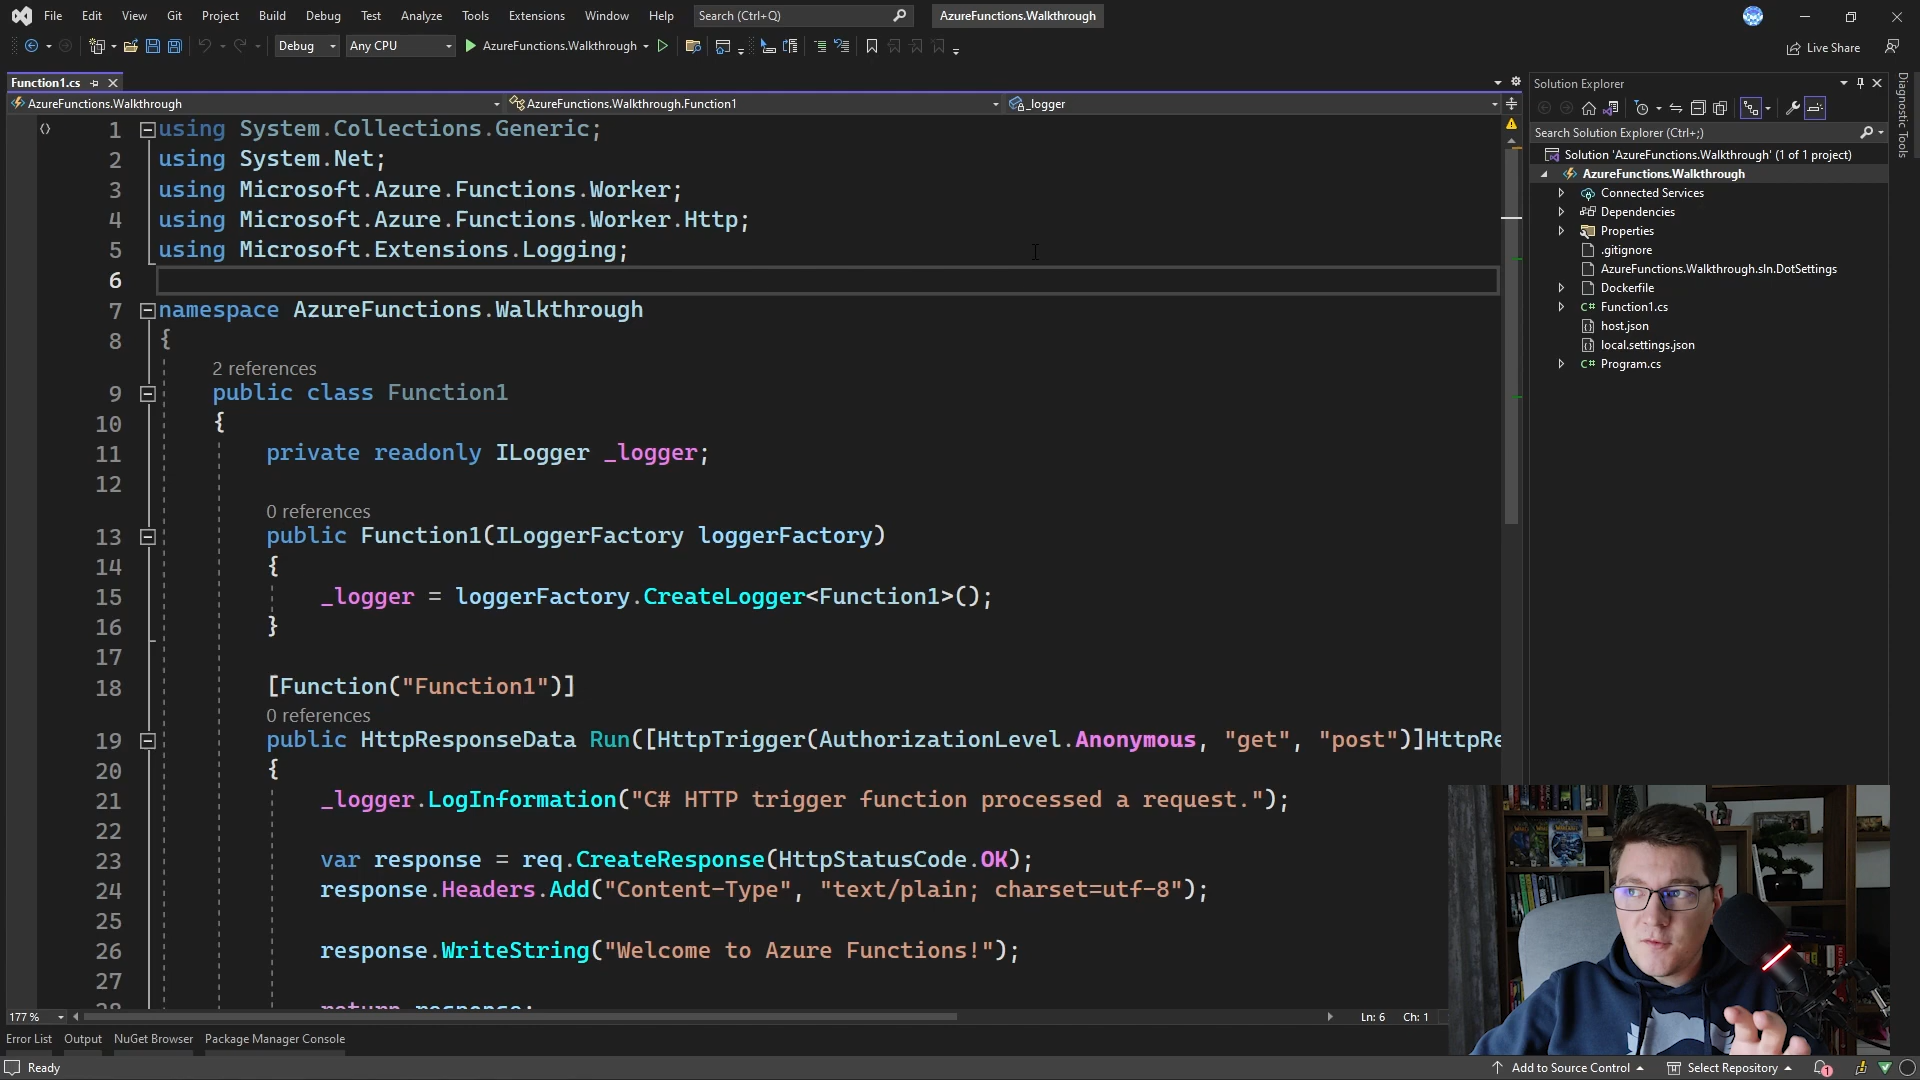 File Edit View Git Project Build Debug Test Analyze Tools Extensions Window Help Search (Ctrl+Q) AzureFunctions.Walkthrough
Debug Any CPU AzureFunctions.Walkthrough Live Share
Function1.cs
AzureFunctions.Walkthrough AzureFunctions.Walkthrough.Function1 _logger
1 using System.Collections.Generic;
2 using System.Net;
3 using Microsoft.Azure.Functions.Worker;
4 using Microsoft.Azure.Functions.Worker.Http;
5 using Microsoft.Extensions.Logging;
6
7 namespace AzureFunctions.Walkthrough
8 {
2 references
9 public class Function1
10 {
11 private readonly ILogger _logger;
12
0 references
13 public Function1(ILoggerFactory loggerFactory)
14 {
15 _logger = loggerFactory.CreateLogger<Function1>();
16 }
17
18 [Function("Function1")]
0 references
19 public HttpResponseData Run([HttpTrigger(AuthorizationLevel.Anonymous, "get", "post")]HttpRe
20 {
21 _logger.LogInformation("C# HTTP trigger function processed a request.");
22
23 var response = req.CreateResponse(HttpStatusCode.OK);
24 response.Headers.Add("Content-Type", "text/plain; charset=utf-8");
25
26 response.WriteString("Welcome to Azure Functions!");
27
28 return response;
177 % Ln: 6 Ch: 1
Solution Explorer
Search Solution Explorer (Ctrl+;)
Solution 'AzureFunctions.Walkthrough' (1 of 1 project)
AzureFunctions.Walkthrough
Connected Services
Dependencies
Properties
.gitignore
AzureFunctions.Walkthrough.sln.DotSettings
Dockerfile
C# Function1.cs
host.json
local.settings.json
C# Program.cs
Diagnostic Tools
Error List Output NuGet Browser Package Manager Console
Ready Add to Source Control Select Repository 1